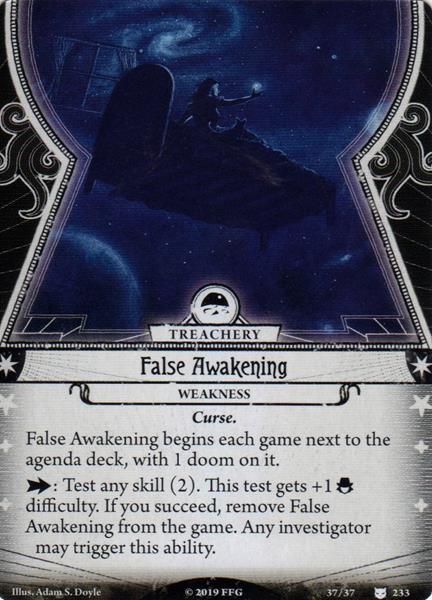 TREACHERY
False Awakening
WEAKNESS
Curse.
False Awakening begins each game next to the
agenda deck, with 1 doom on it.
: Test any skill (2). This test gets +1
difficulty. If you succeed, remove False
Awakening from the game. Any investigator
may trigger this ability.
Illus. Adam S. Doyle © 2019 FFG 37/37 233